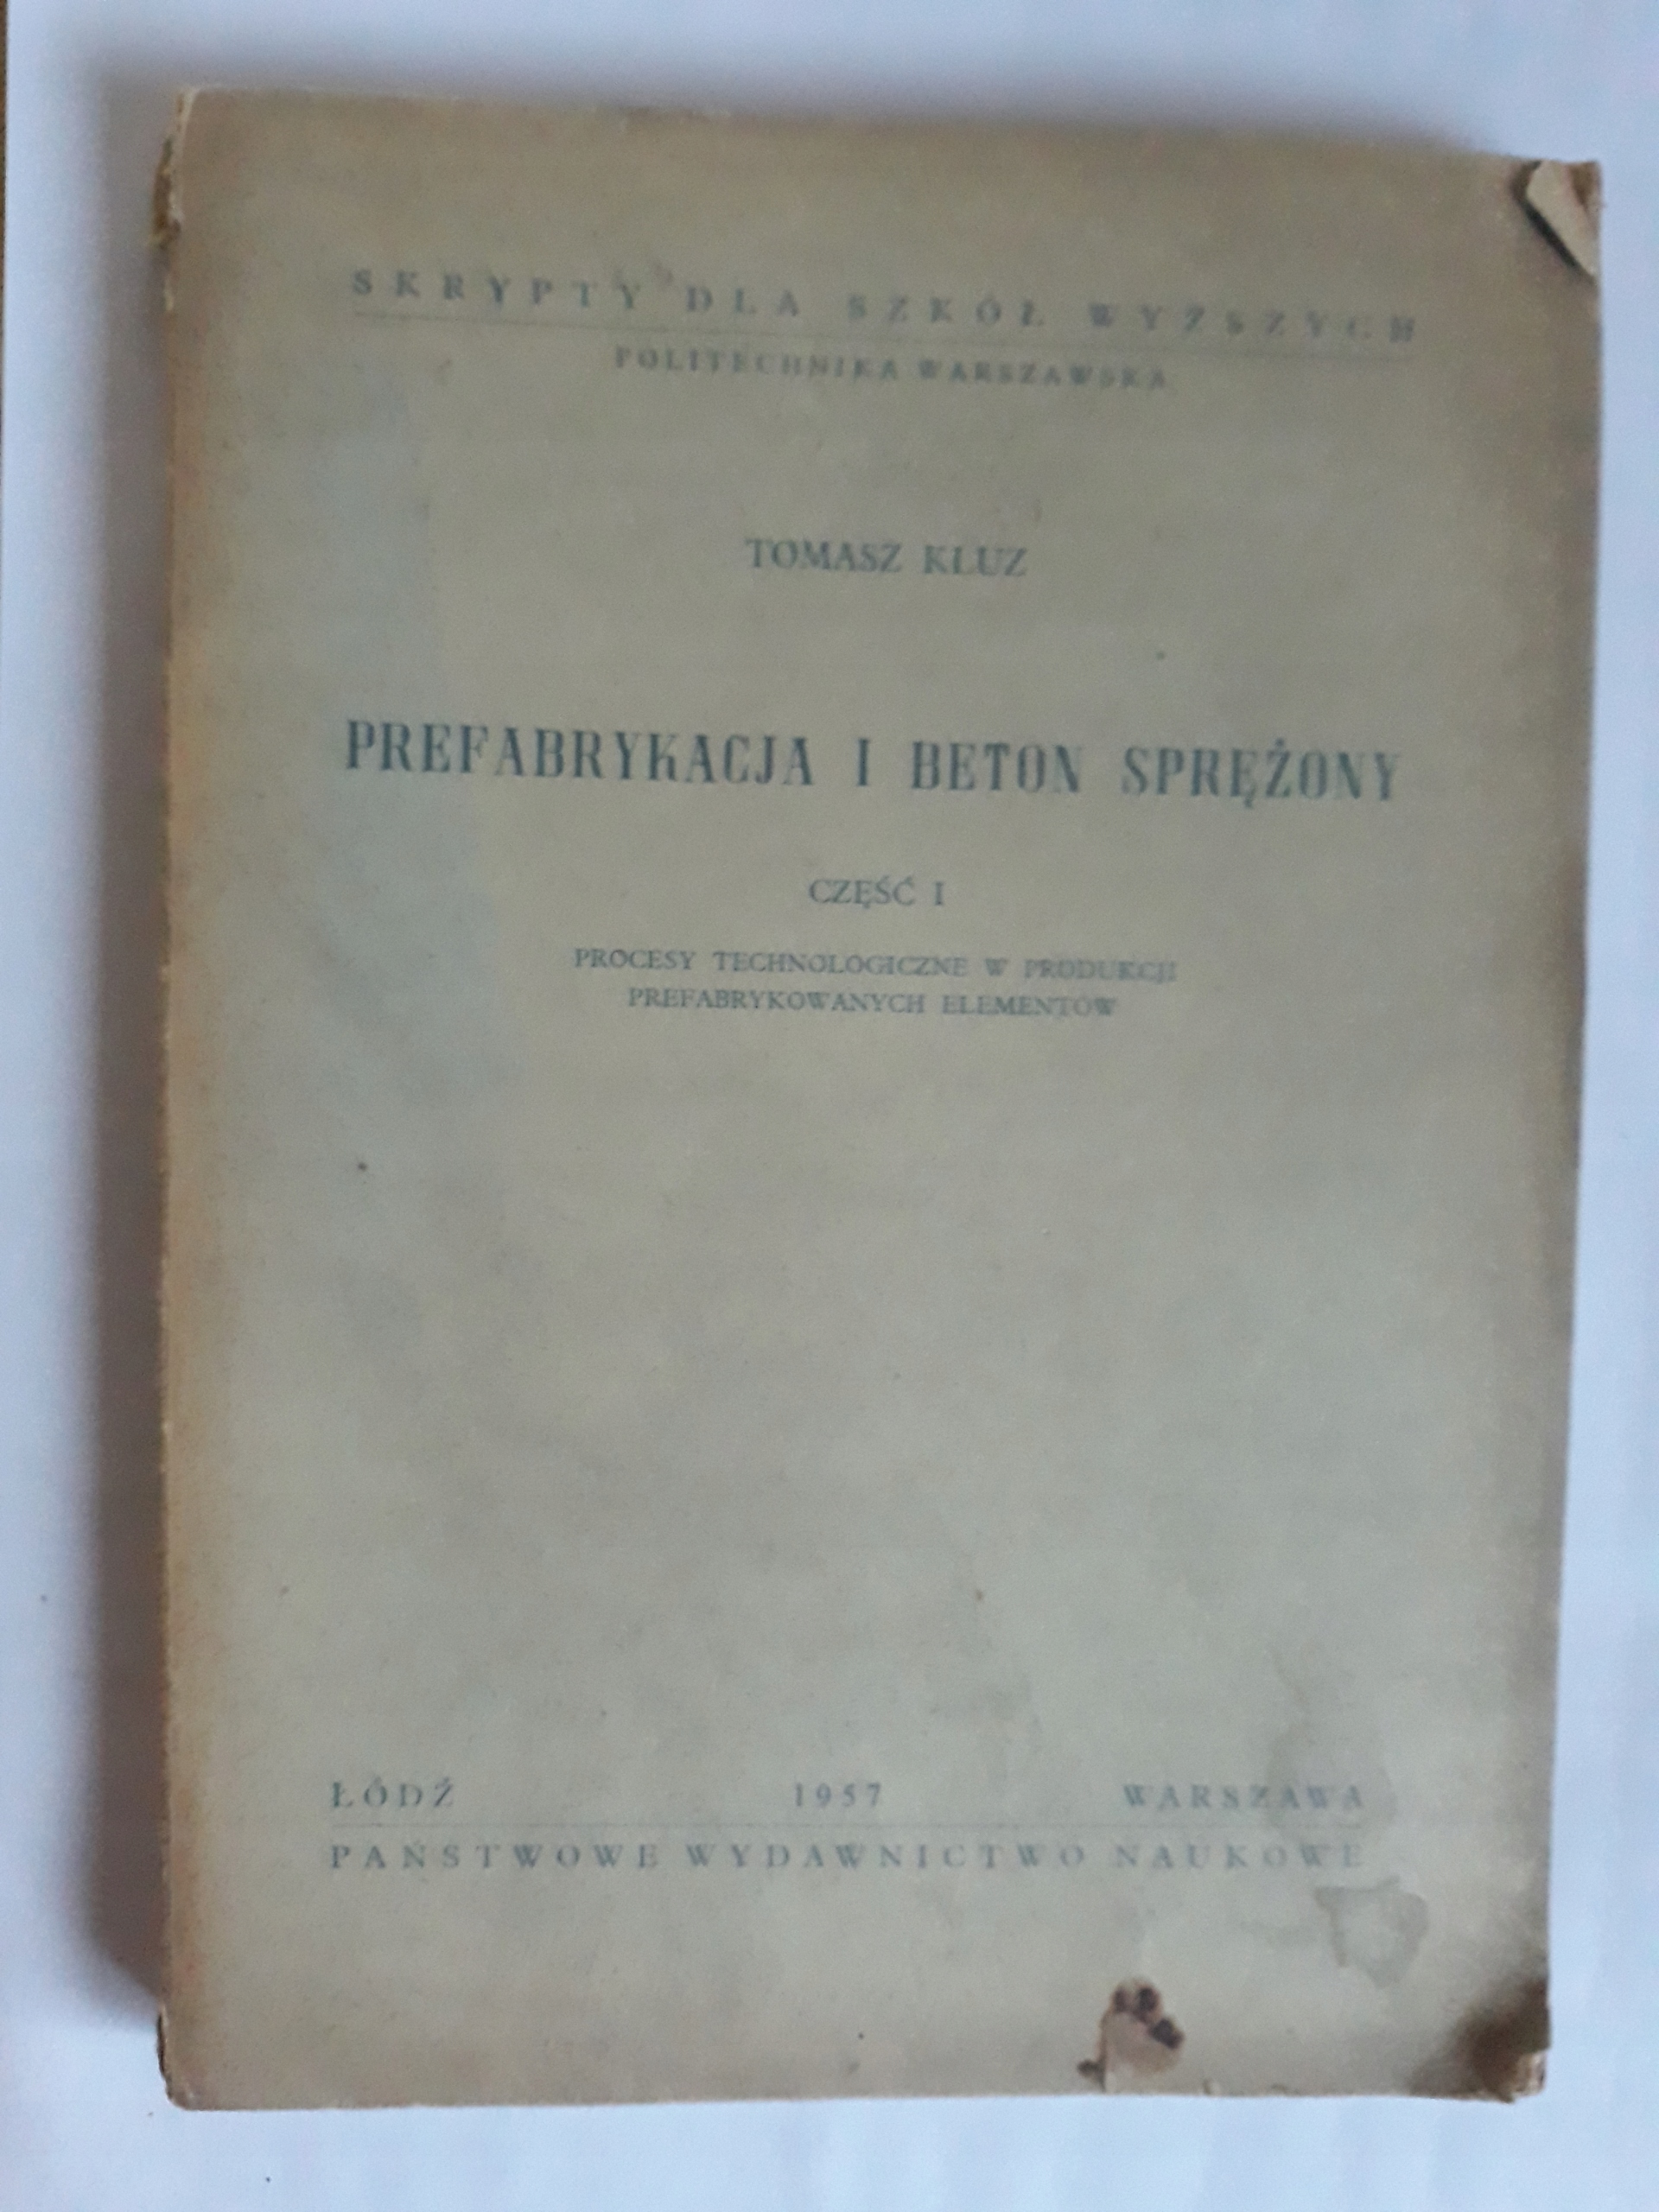 SKRYPTY DLA SZKÓŁ WYŻSZYCH
POLITECHNIKA WARSZAWSKA
TOMASZ KLUZ
PREFABRYKACJA I BETON SPRĘŻONY
CZĘŚĆ I
PROCESY TECHNOLOGICZNE W PRODUKCJI
PREFABRYKOWANYCH ELEMENTÓW
ŁÓDŹ 1957 WARSZAWA
PAŃSTWOWE WYDAWNICTWO NAUKOWE